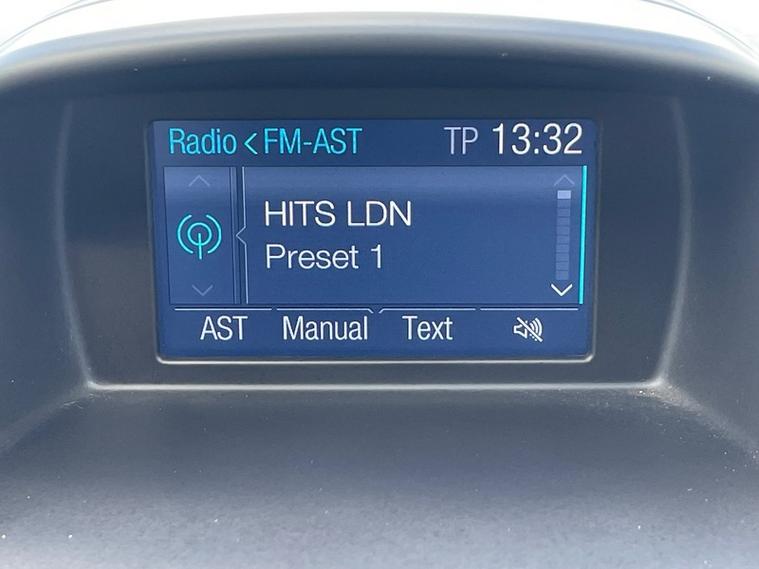 Radio < FM-AST TP 13:32
HITS LDN
Preset 1
AST Manual Text